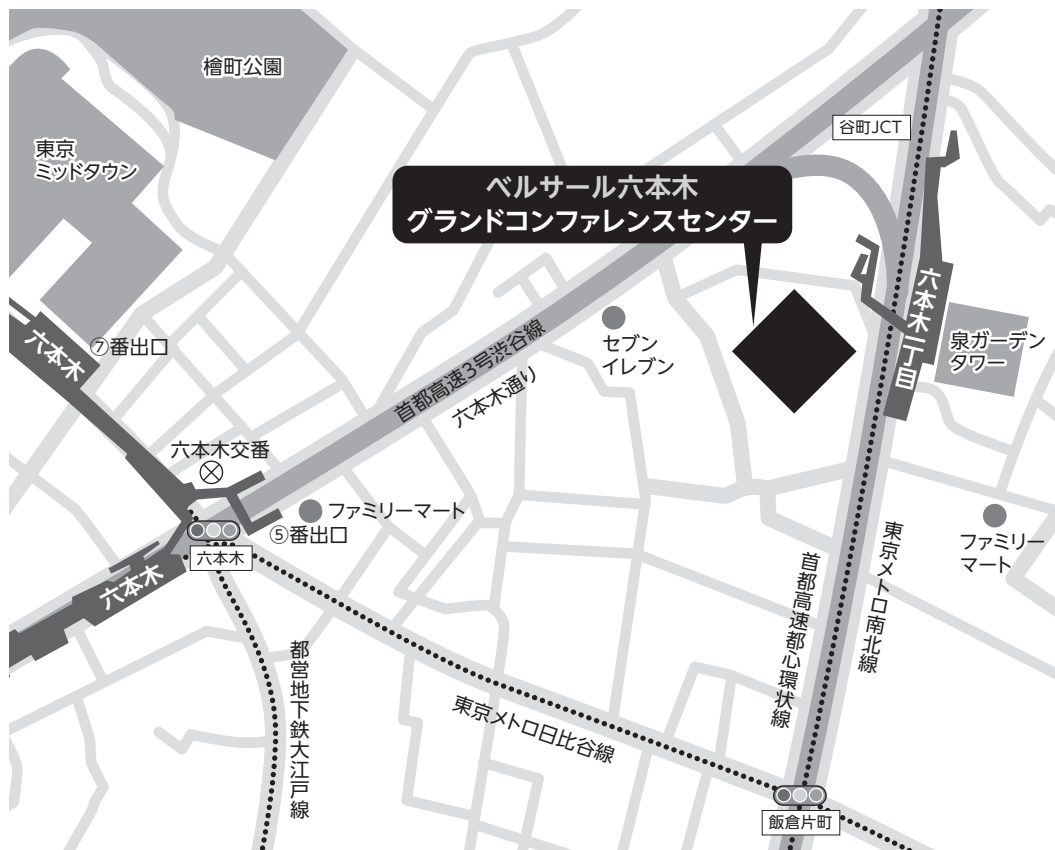 檜町公園
東京
ミッドタウン
谷町JCT
ベルサール六本木
グランドコンファレンスセンター
六本木一丁目
泉ガーデン
タワー
セブン
イレブン
六本木
⑦番出口
首都高速3号渋谷線
六本木通り
六本木交番
ファミリーマート
⑤番出口
六本木
六本木
ファミリー
マート
東京メトロ南北線
首都高速都心環状線
都営地下鉄大江戸線
東京メトロ日比谷線
飯倉片町